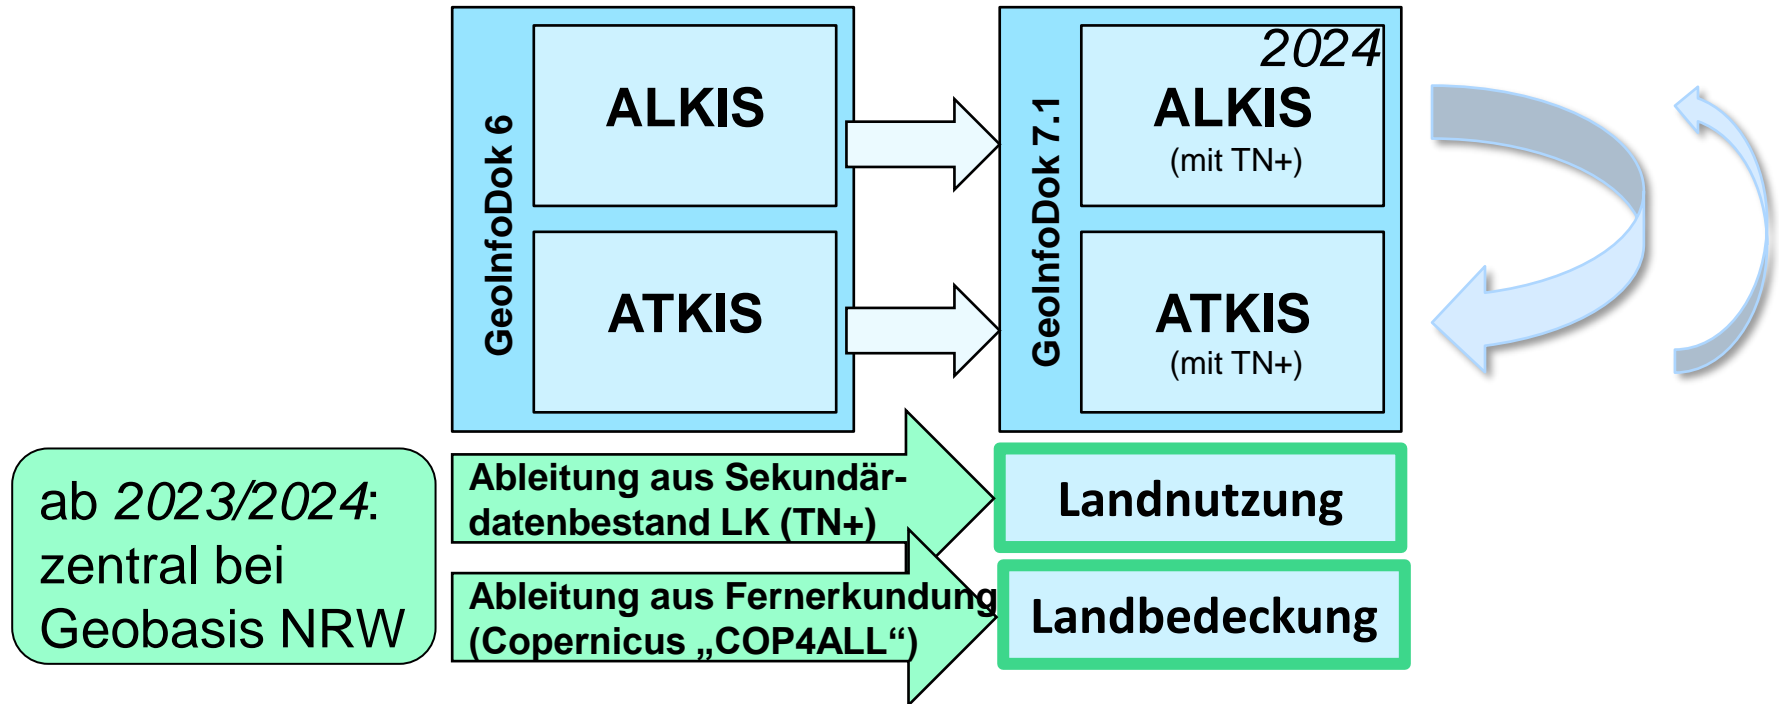 GeoInfoDok 6
ALKIS
ATKIS
GeoInfoDok 7.1
2024
ALKIS
(mit TN+)
ATKIS
(mit TN+)
ab 2023/2024:
zentral bei
Geobasis NRW
Ableitung aus Sekundär-
datenbestand LK (TN+)
Landnutzung
Ableitung aus Fernerkundung
(Copernicus „COP4ALL“)
Landbedeckung